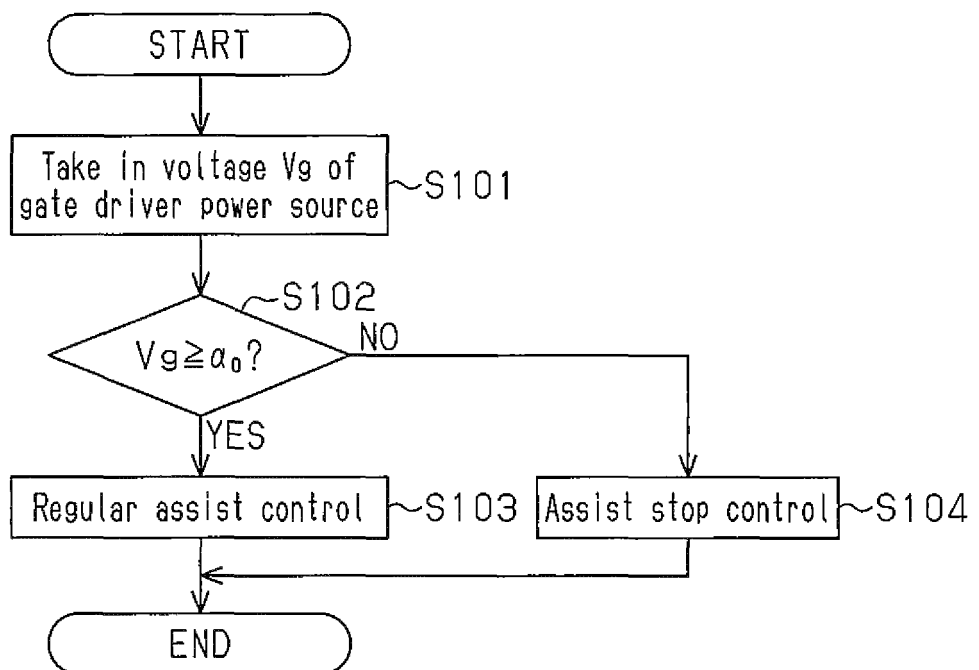 START
Take in voltage Vg of
gate driver power source
S101
S102
Vg≧α₀?
NO
YES
Regular assist control
S103
Assist stop control
S104
END